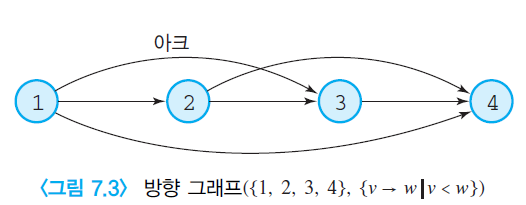 아크
1 2 3 4
〈그림 7.3〉 방향 그래프({1, 2, 3, 4}, {v → w|v < w})